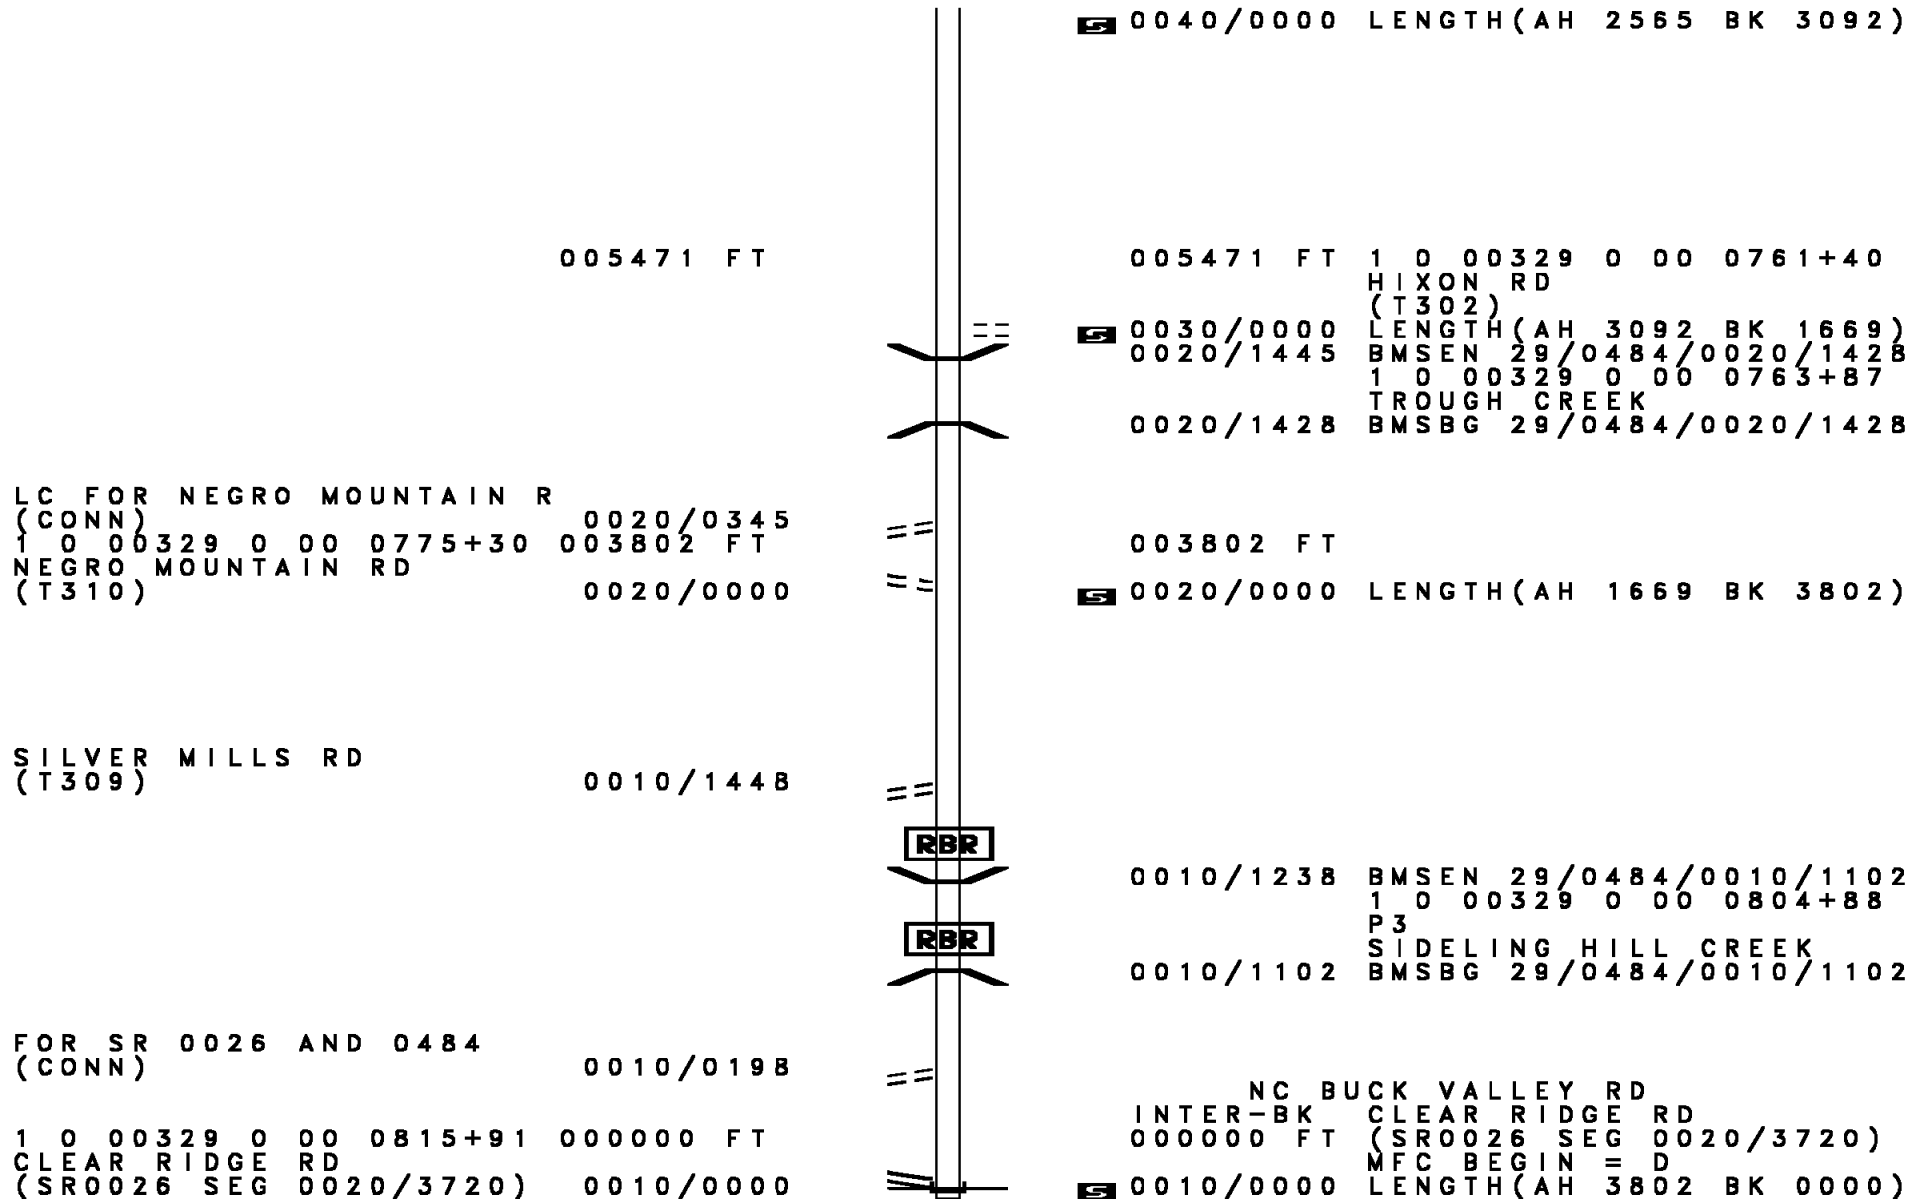 S 0040/0000 LENGTH(AH 2565 BK 3092)
005471 FT 005471 FT 1 0 00329 0 00 0761+40
HIXON RD
(T302)
S 0030/0000 LENGTH(AH 3092 BK 1669)
0020/1445 BMSEN 29/0484/0020/1428
1 0 00329 0 00 0763+87
TROUGH CREEK
0020/1428 BMSBG 29/0484/0020/1428
LC FOR NEGRO MOUNTAIN R
(CONN) 0020/0345
1 0 00329 0 00 0775+30 003802 FT 003802 FT
NEGRO MOUNTAIN RD
(T310) 0020/0000 S 0020/0000 LENGTH(AH 1669 BK 3802)
SILVER MILLS RD
(T309) 0010/1448
RBR
0010/1238 BMSEN 29/0484/0010/1102
1 0 00329 0 00 0804+88
P3
RBR
SIDELING HILL CREEK
0010/1102 BMSBG 29/0484/0010/1102
FOR SR 0026 AND 0484
(CONN) 0010/0198
NC BUCK VALLEY RD
INTER-BK CLEAR RIDGE RD
1 0 00329 0 00 0815+91 000000 FT 000000 FT (SR0026 SEG 0020/3720)
CLEAR RIDGE RD MFC BEGIN = D
(SR0026 SEG 0020/3720) 0010/0000 S 0010/0000 LENGTH(AH 3802 BK 0000)